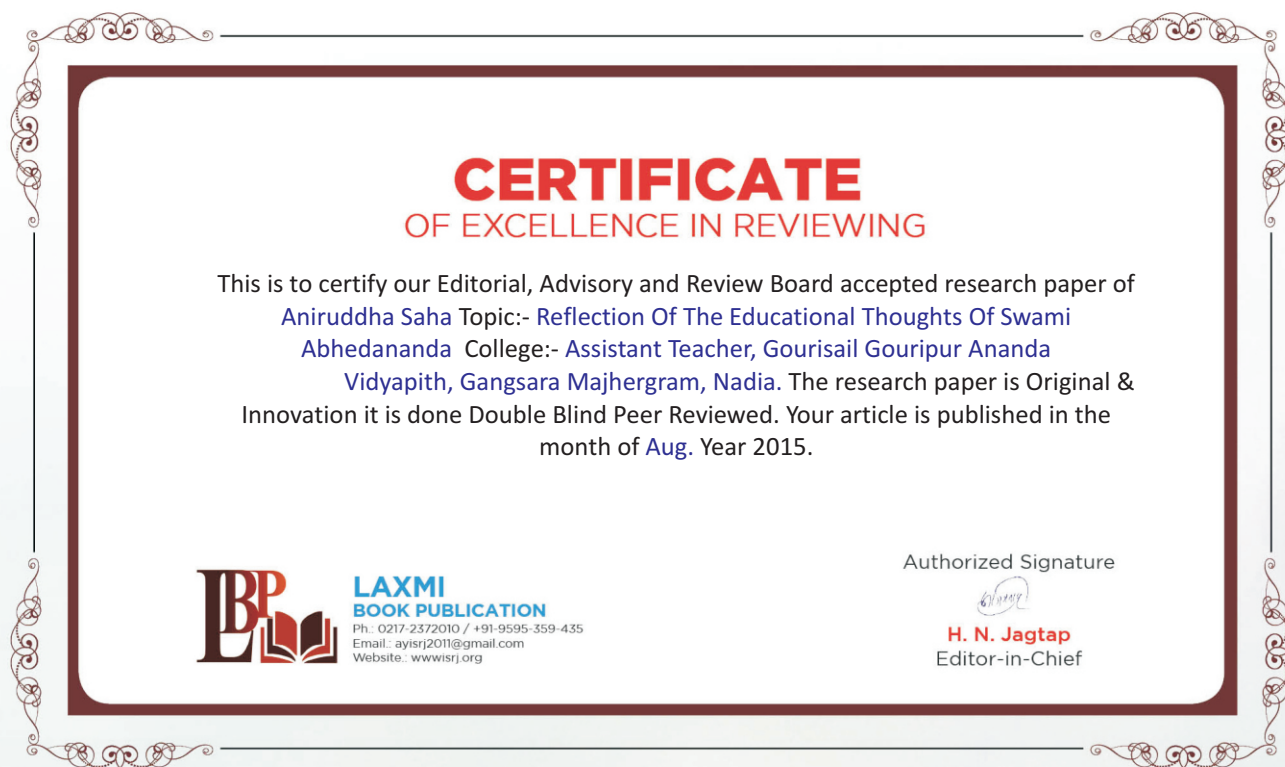 CERTIFICATE
OF EXCELLENCE IN REVIEWING
This is to certify our Editorial, Advisory and Review Board accepted research paper of
Aniruddha Saha Topic:- Reflection Of The Educational Thoughts Of Swami
Abhedananda College:- Assistant Teacher, Gourisail Gouripur Ananda
Vidyapith, Gangsara Majhergram, Nadia. The research paper is Original &
Innovation it is done Double Blind Peer Reviewed. Your article is published in the
month of Aug. Year 2015.
LBP
LAXMI
BOOK PUBLICATION
Ph.: 0217-2372010 / +91-9595-359-435
Email.: ayisrj2011@gmail.com
Website.: wwwisrj.org
Authorized Signature
H. N. Jagtap
Editor-in-Chief